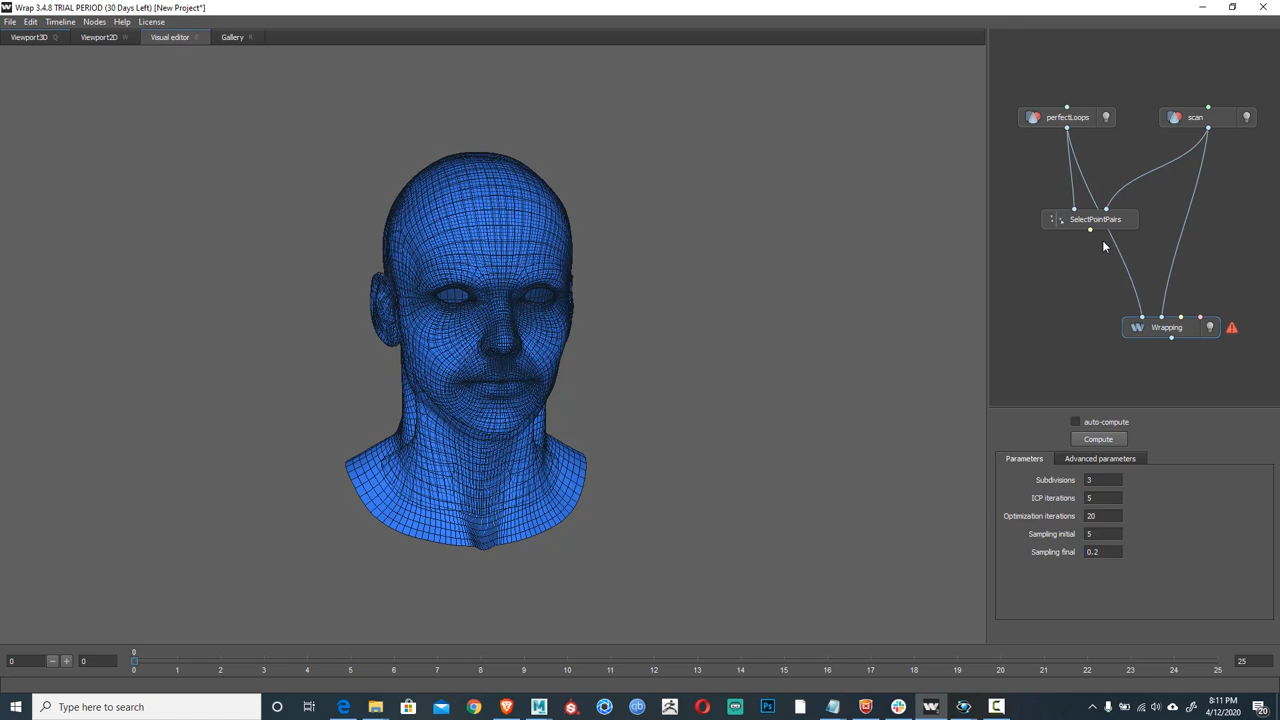 Wrap 3.4.8 TRIAL PERIOD (30 Days Left) [New Project*]
File Edit Timeline Nodes Help License
Viewport3D Q Viewport2D W Visual editor E Gallery R
perfectLoops scan
SelectPointPairs
Wrapping
auto-compute
Compute
Parameters Advanced parameters
Subdivisions 3
ICP iterations 5
Optimization iterations 20
Sampling initial 5
Sampling final 0.2
0
0 0 25
0 1 2 3 4 5 6 7 8 9 10 11 12 13 14 15 16 17 18 19 20 21 22 23 24 25
Type here to search
8:11 PM
4/12/2020
20